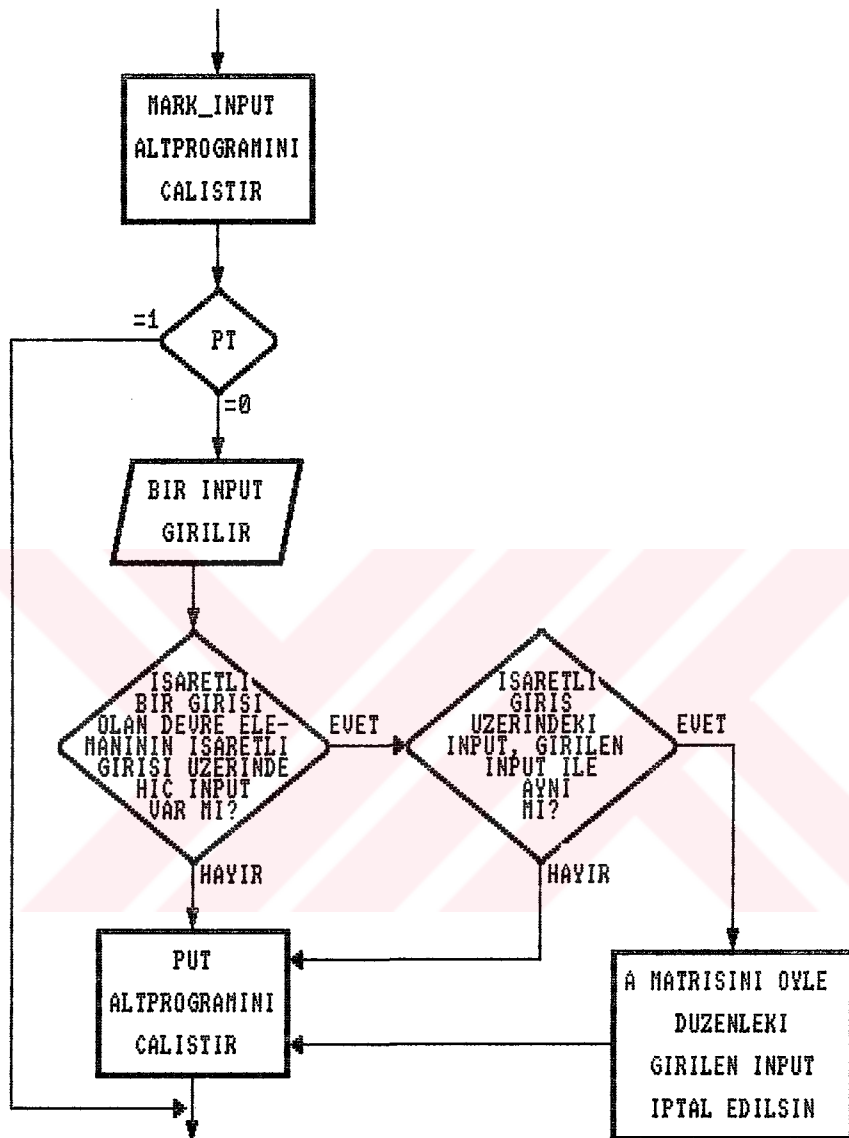 MARK_INPUT
ALTPROGRAMINI
CALISTIR
=1
PT
=0
BIR INPUT
GIRILIR
ISARETLI
BIR GIRISI
OLAN DEVRE ELE-
MANININ ISARETLI
GIRISI UZERINDE
HIC INPUT
VAR MI?
EVET
ISARETLI
GIRIS
UZERINDEKI
INPUT, GIRILEN
INPUT ILE
AYNI
MI?
EVET
HAYIR
HAYIR
PUT
ALTPROGRAMINI
CALISTIR
A MATRISINI OYLE
DUZENLEKI
GIRILEN INPUT
IPTAL EDILSIN